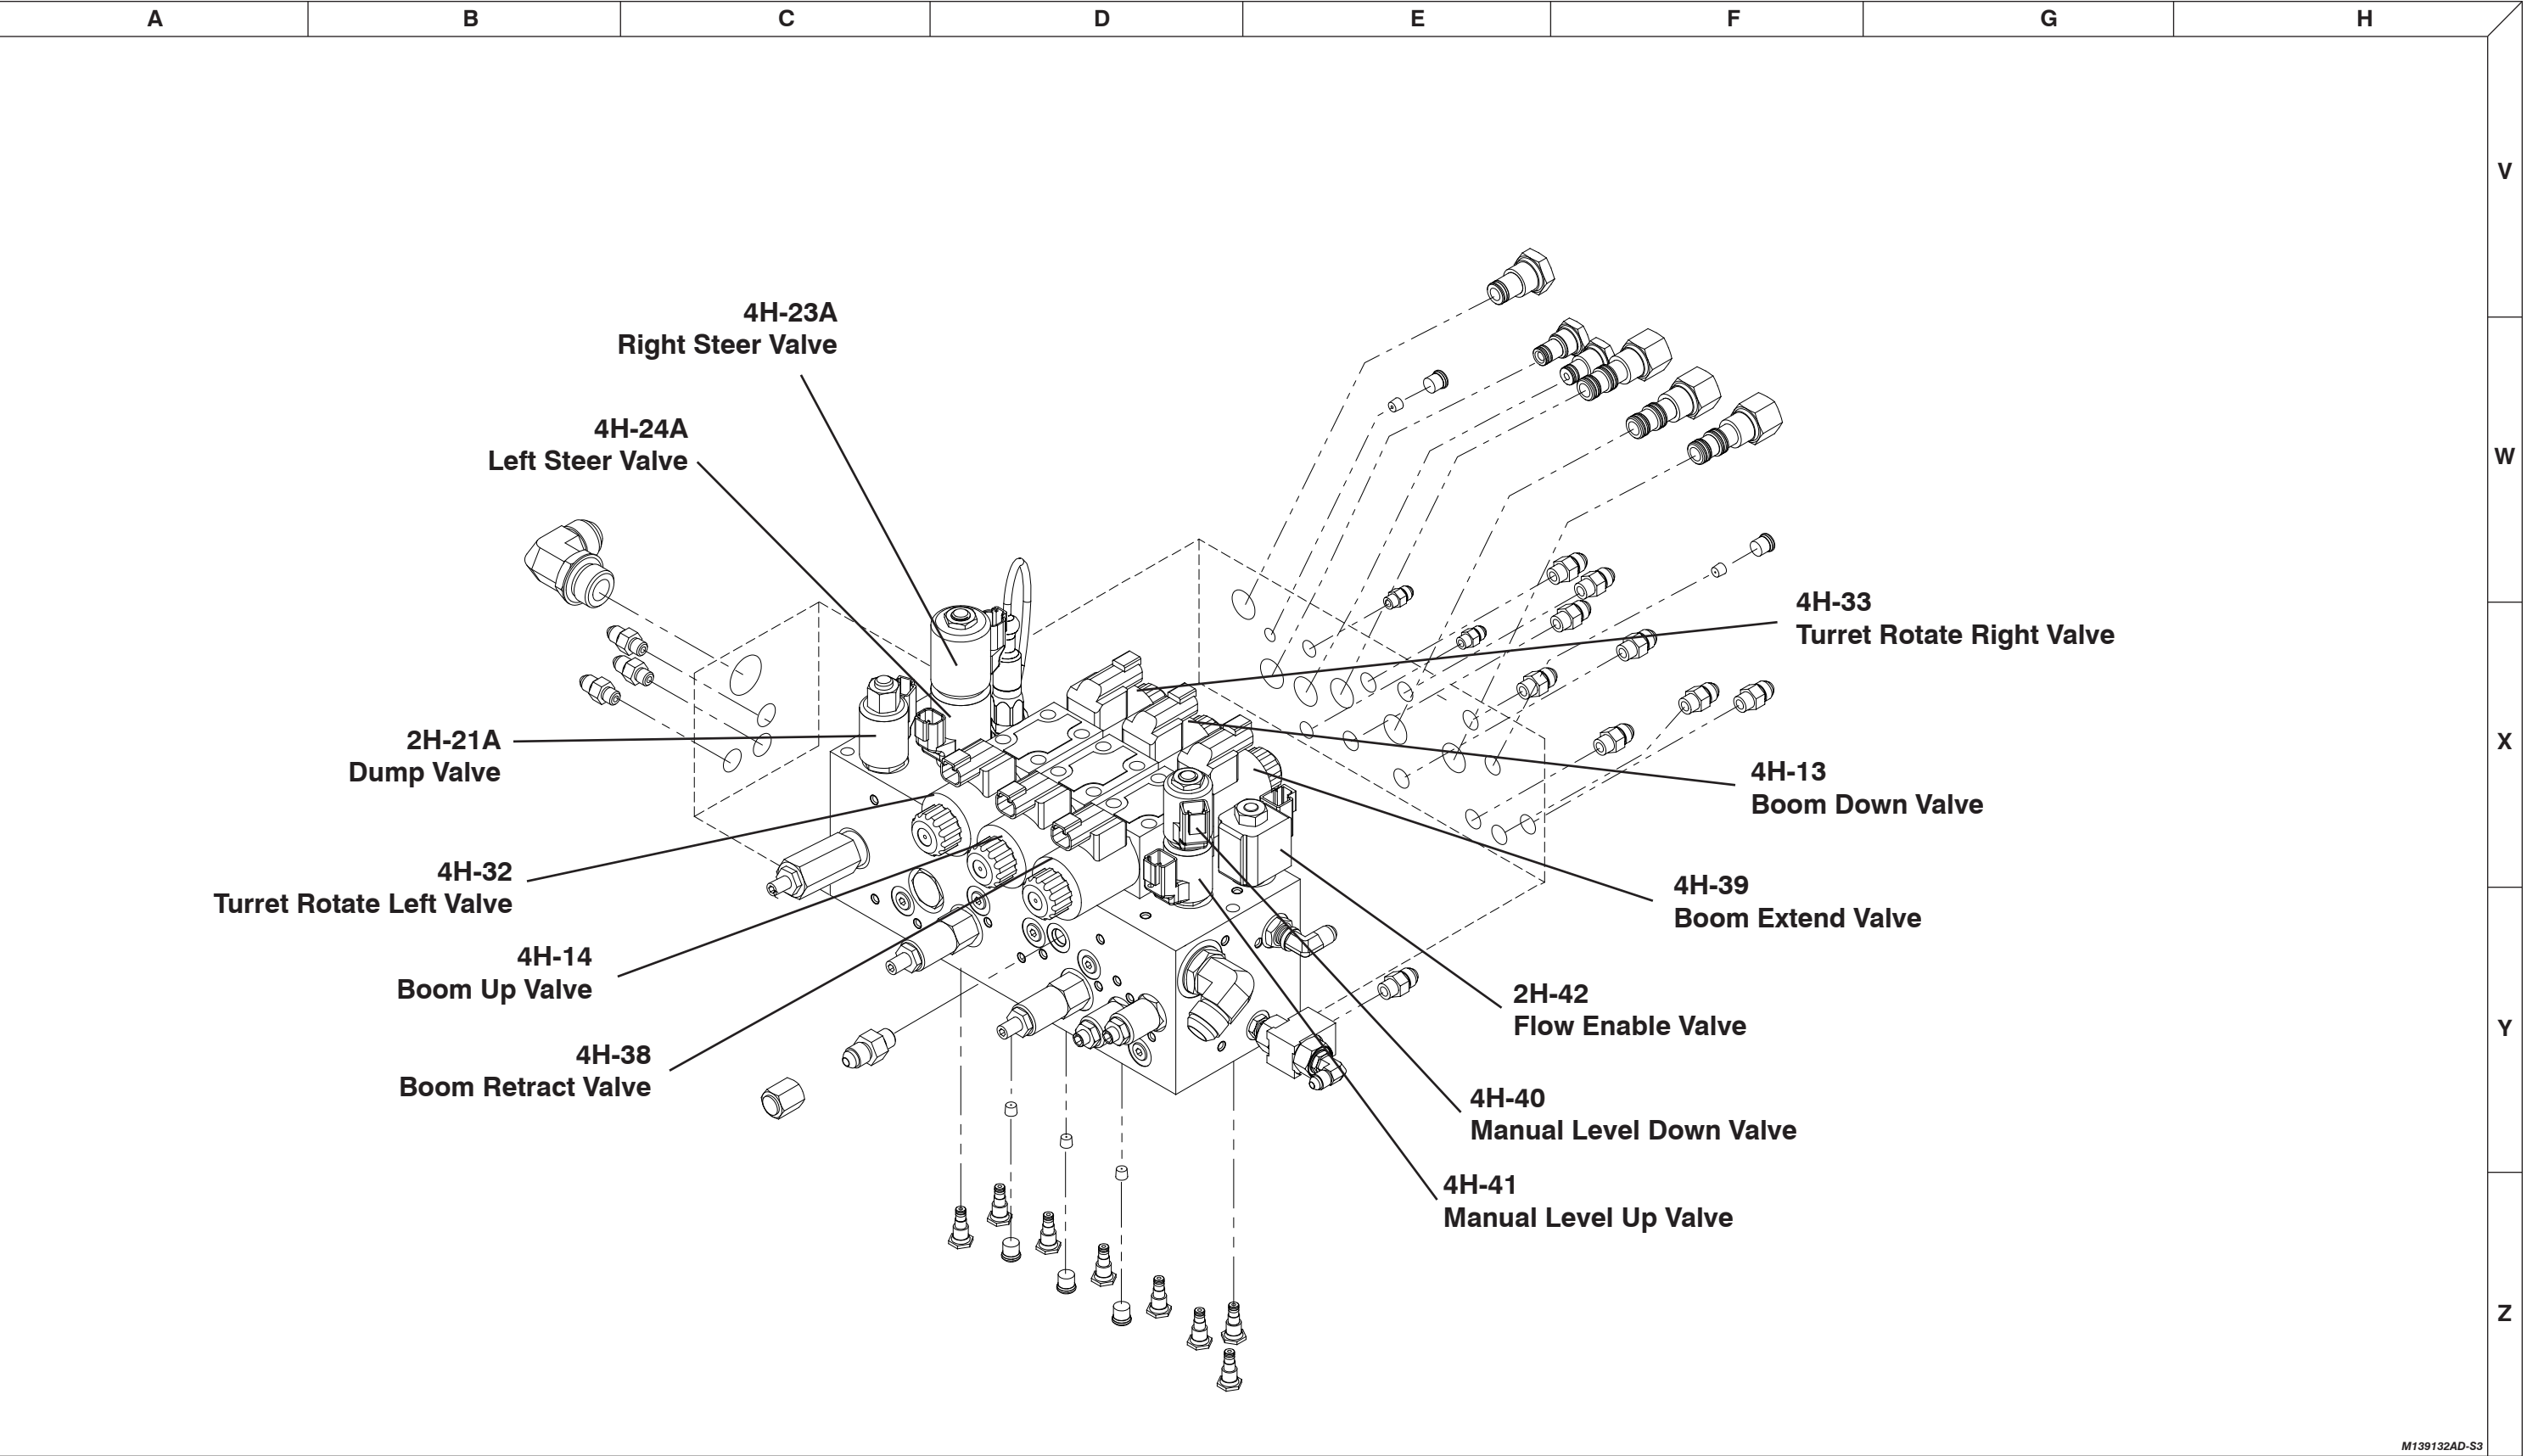 A B C D E F G H
V
4H-23A
Right Steer Valve
4H-24A
Left Steer Valve
W
4H-33
Turret Rotate Right Valve
2H-21A
Dump Valve
X
4H-13
Boom Down Valve
4H-32
Turret Rotate Left Valve
4H-39
Boom Extend Valve
4H-14
Boom Up Valve
2H-42
Flow Enable Valve
Y
4H-38
Boom Retract Valve
4H-40
Manual Level Down Valve
4H-41
Manual Level Up Valve
Z
M139132AD-S3